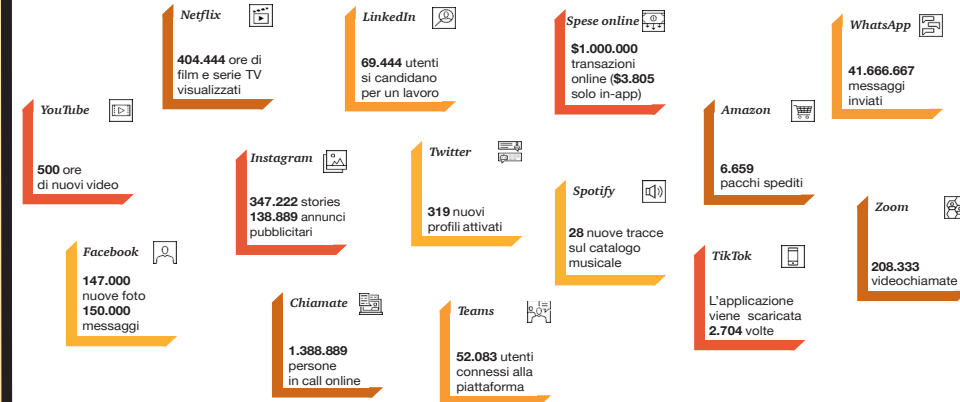 Netflix
404.444 ore di
film e serie TV
visualizzati
LinkedIn
69.444 utenti
si candidano
per un lavoro
Spese online
$1.000.000
transazioni
online ($3.805
solo in-app)
WhatsApp
41.666.667
messaggi
inviati
YouTube
500 ore
di nuovi video
Instagram
347.222 stories
138.889 annunci
pubblicitari
Twitter
319 nuovi
profili attivati
Amazon
6.659
pacchi spediti
Spotify
28 nuove tracce
sul catalogo
musicale
Zoom
208.333
videochiamate
Facebook
147.000
nuove foto
150.000
messaggi
TikTok
L'applicazione
viene scaricata
2.704 volte
Chiamate
1.388.889
persone
in call online
Teams
52.083 utenti
connessi alla
piattaforma